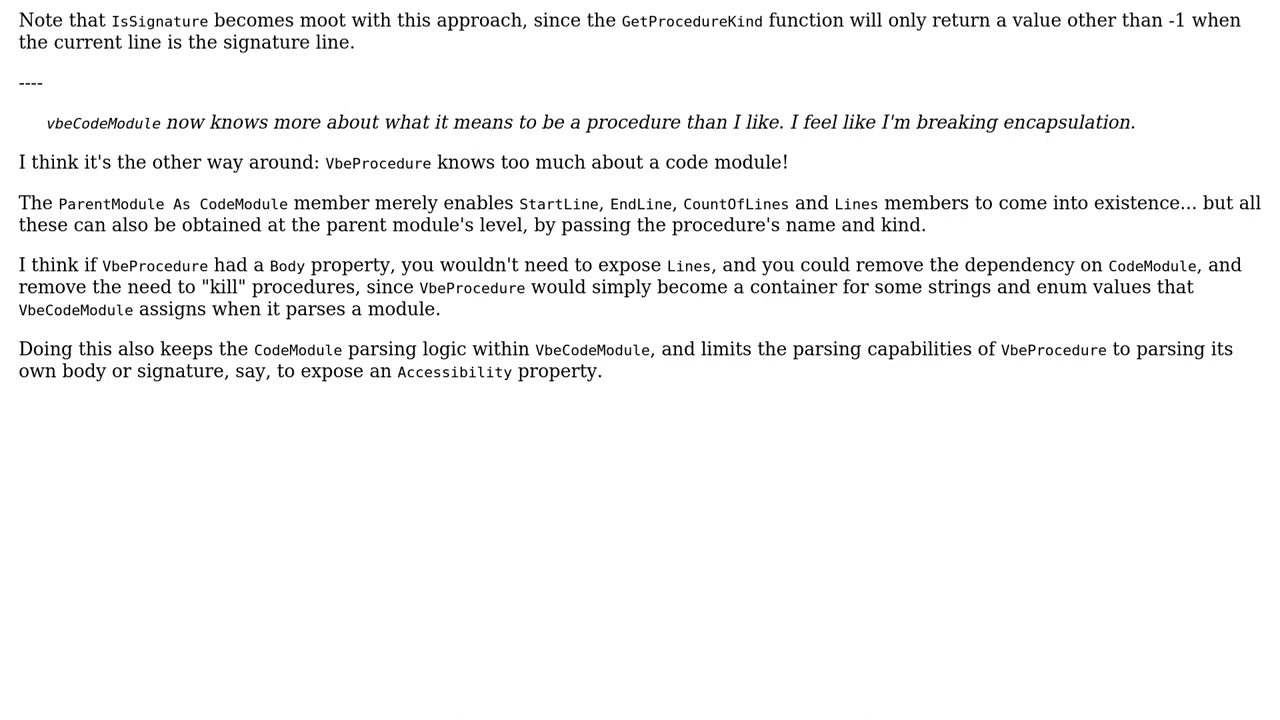 Note that IsSignature becomes moot with this approach, since the GetProcedureKind function will only return a value other than -1 when
the current line is the signature line.
----
vbeCodeModule now knows more about what it means to be a procedure than I like. I feel like I'm breaking encapsulation.
I think it's the other way around: VbeProcedure knows too much about a code module!
The ParentModule As CodeModule member merely enables StartLine, EndLine, CountOfLines and Lines members to come into existence... but all
these can also be obtained at the parent module's level, by passing the procedure's name and kind.
I think if VbeProcedure had a Body property, you wouldn't need to expose Lines, and you could remove the dependency on CodeModule, and
remove the need to "kill" procedures, since VbeProcedure would simply become a container for some strings and enum values that
VbeCodeModule assigns when it parses a module.
Doing this also keeps the CodeModule parsing logic within VbeCodeModule, and limits the parsing capabilities of VbeProcedure to parsing its
own body or signature, say, to expose an Accessibility property.